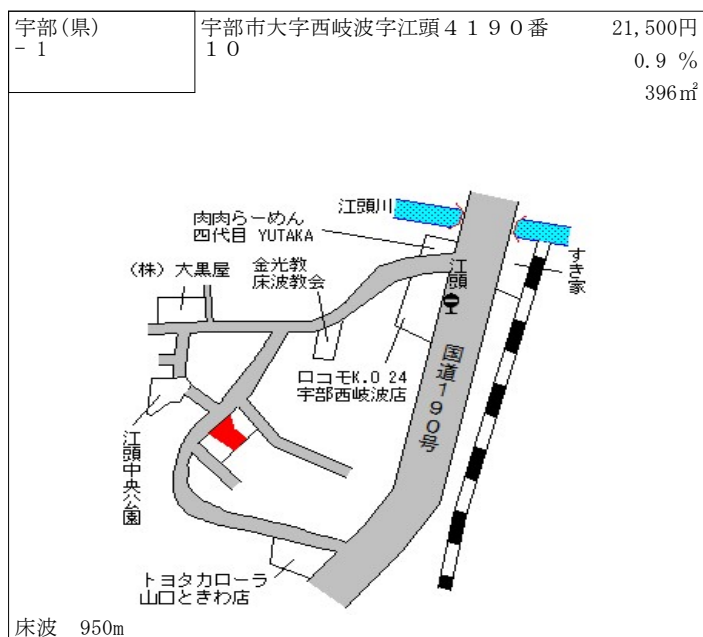 宇部(県)
－1
宇部市大字西岐波字江頭４１９０番
１０
21,500円
0.9 %
396㎡
肉肉らーめん
四代目 YUTAKA
江頭川
(株) 大黒屋
金光教
床波教会
江頭
すき家
ロコモK.O 24
宇部西岐波店
国道190号
江頭中央公園
トヨタカローラ
山口ときわ店
床波　950m